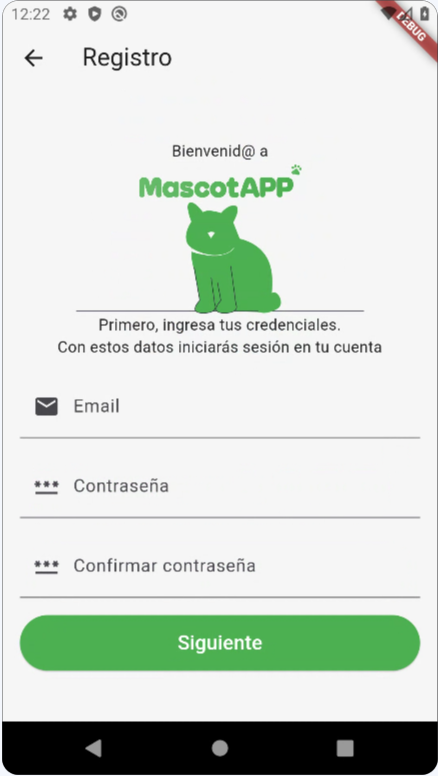 12:22
DEBUG
Registro
Bienvenid@ a
MascotAPP
Primero, ingresa tus credenciales.
Con estos datos iniciarás sesión en tu cuenta
Email
Contraseña
Confirmar contraseña
Siguiente